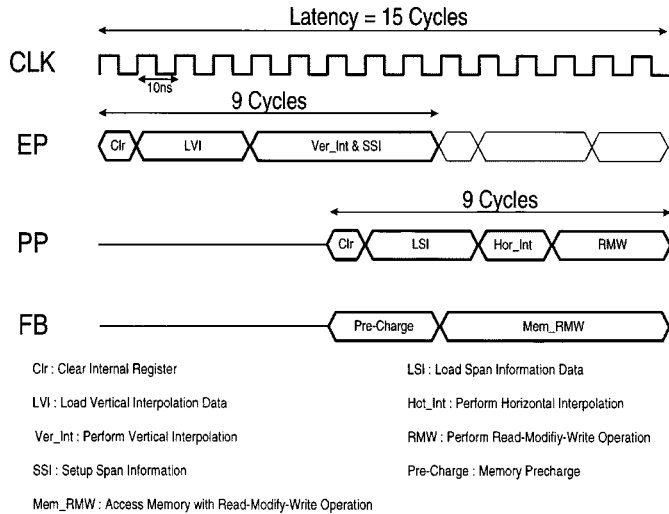 Latency = 15 Cycles
CLK
10ns
9 Cycles
EP
Clr
LVI
Ver_Int & SSI
9 Cycles
PP
Clr
LSI
Hor_Int
RMW
FB
Pre-Charge
Mem_RMW
Clr : Clear Internal Register
LSI : Load Span Information Data
LVI : Load Vertical Interpolation Data
Hot_Int : Perform Horizontal Interpolation
Ver_Int : Perform Vertical Interpolation
RMW : Perform Read-Modifiy-Write Operation
SSI : Setup Span Information
Pre-Charge : Memory Precharge
Mem_RMW : Access Memory with Read-Modify-Write Operation